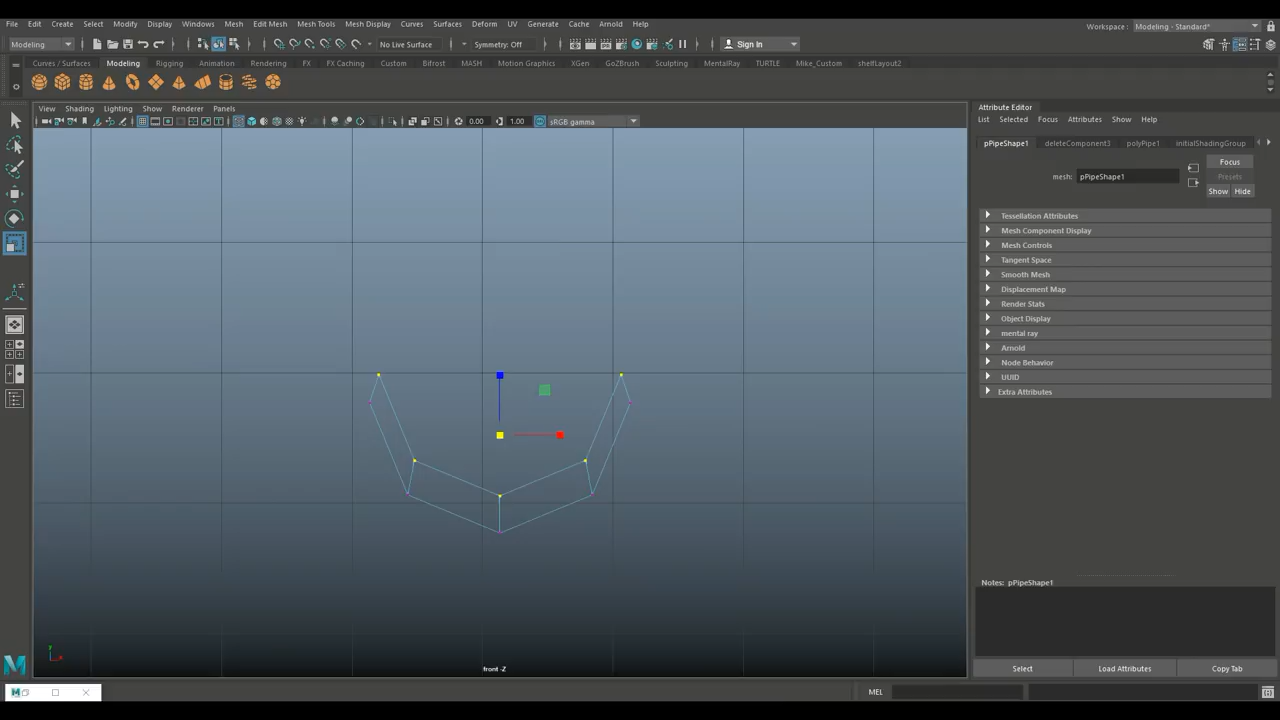 File Edit Create Select Modify Display Windows Mesh Edit Mesh Mesh Tools Mesh Display Curves Surfaces Deform UV Generate Cache Arnold Help
Workspace : Modeling - Standard*
Modeling No Live Surface Symmetry: Off Sign In
Curves / Surfaces Modeling Rigging Animation Rendering FX FX Caching Custom Bifrost MASH Motion Graphics XGen GoZBrush Sculpting MentalRay TURTLE Mike_Custom shelfLayout2
Attribute Editor
View Shading Lighting Show Renderer Panels
List Selected Focus Attributes Show Help
0.00 1.00 sRGB gamma
pPipeShape1 deleteComponent3 polyPipe1 initialShadingGroup
Focus
mesh: pPipeShape1 Presets
Show Hide
Tessellation Attributes
Mesh Component Display
Mesh Controls
Tangent Space
Smooth Mesh
Displacement Map
Render Stats
Object Display
mental ray
Arnold
Node Behavior
UUID
Extra Attributes
Notes: pPipeShape1
y
x
front -Z
Select Load Attributes Copy Tab
MEL